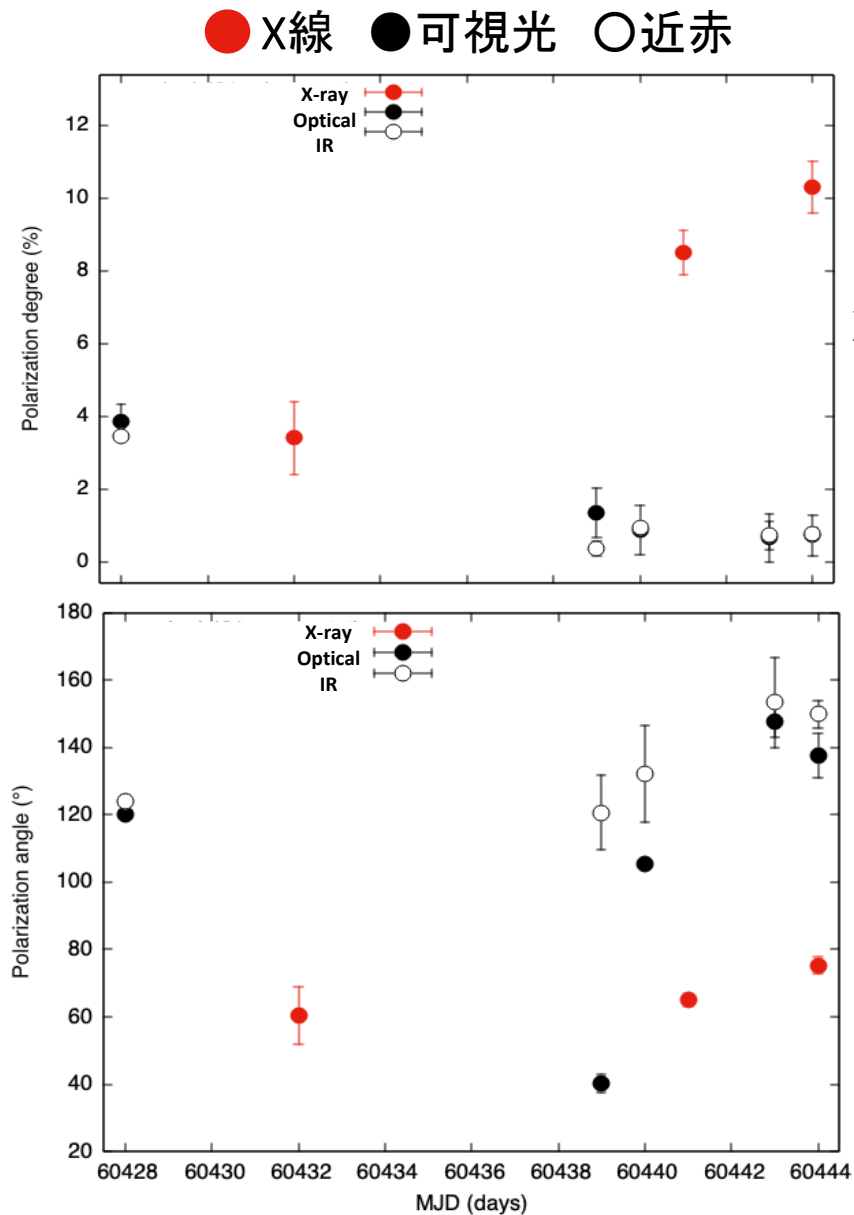 X線 可視光 近赤
X-ray
Optical
IR
Polarization degree (%)
12
10
8
6
4
2
0
X-ray
Optical
IR
Polarization angle (°)
180
160
140
120
100
80
60
40
20
60428 60430 60432 60434 60436 60438 60440 60442 60444
MJD (days)